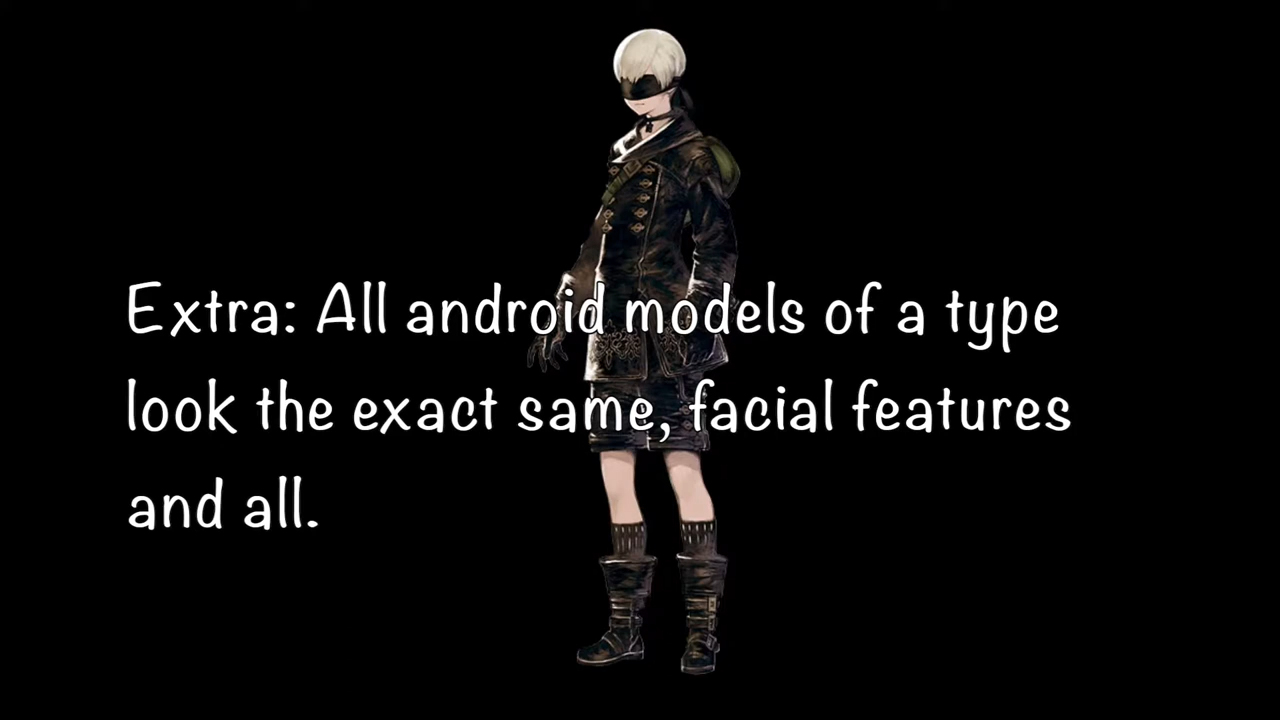 Extra: All android models of a type
look the exact same, facial features
and all.